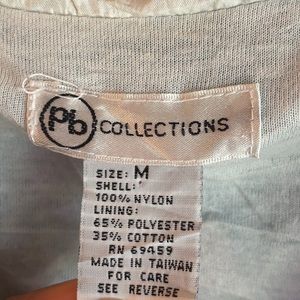 pb COLLECTIONS
SIZE: M
SHELL:
100% NYLON
LINING:
65% POLYESTER
35% COTTON
RN 69459
MADE IN TAIWAN
FOR CARE
SEE REVERSE